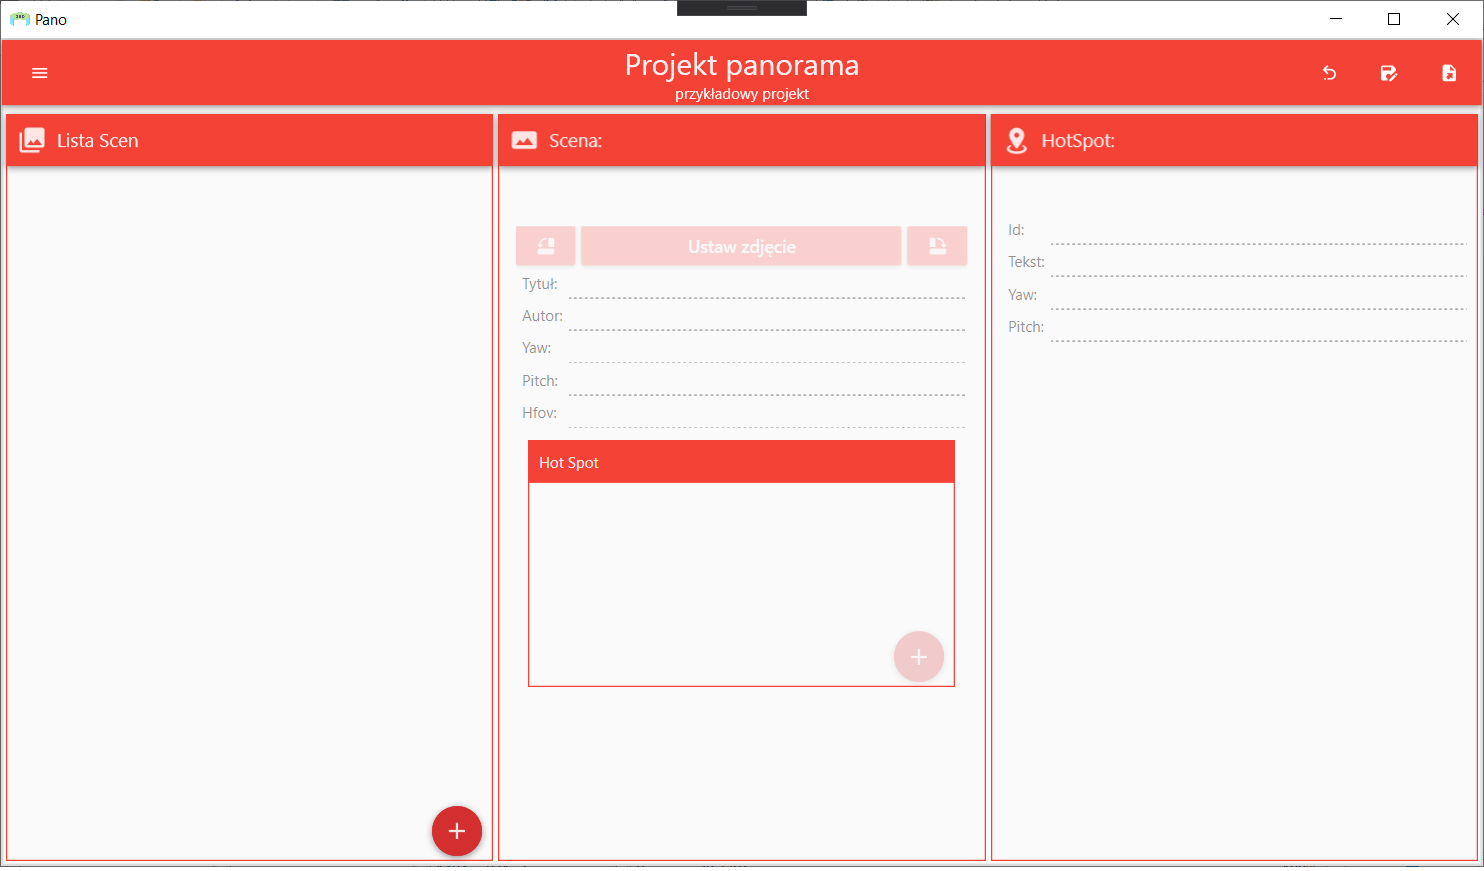 Pano
Projekt panorama
przykładowy projekt
Lista Scen
Scena:
Ustaw zdjęcie
Tytuł:
Autor:
Yaw:
Pitch:
Hfov:
Hot Spot
HotSpot:
Id:
Tekst:
Yaw:
Pitch: